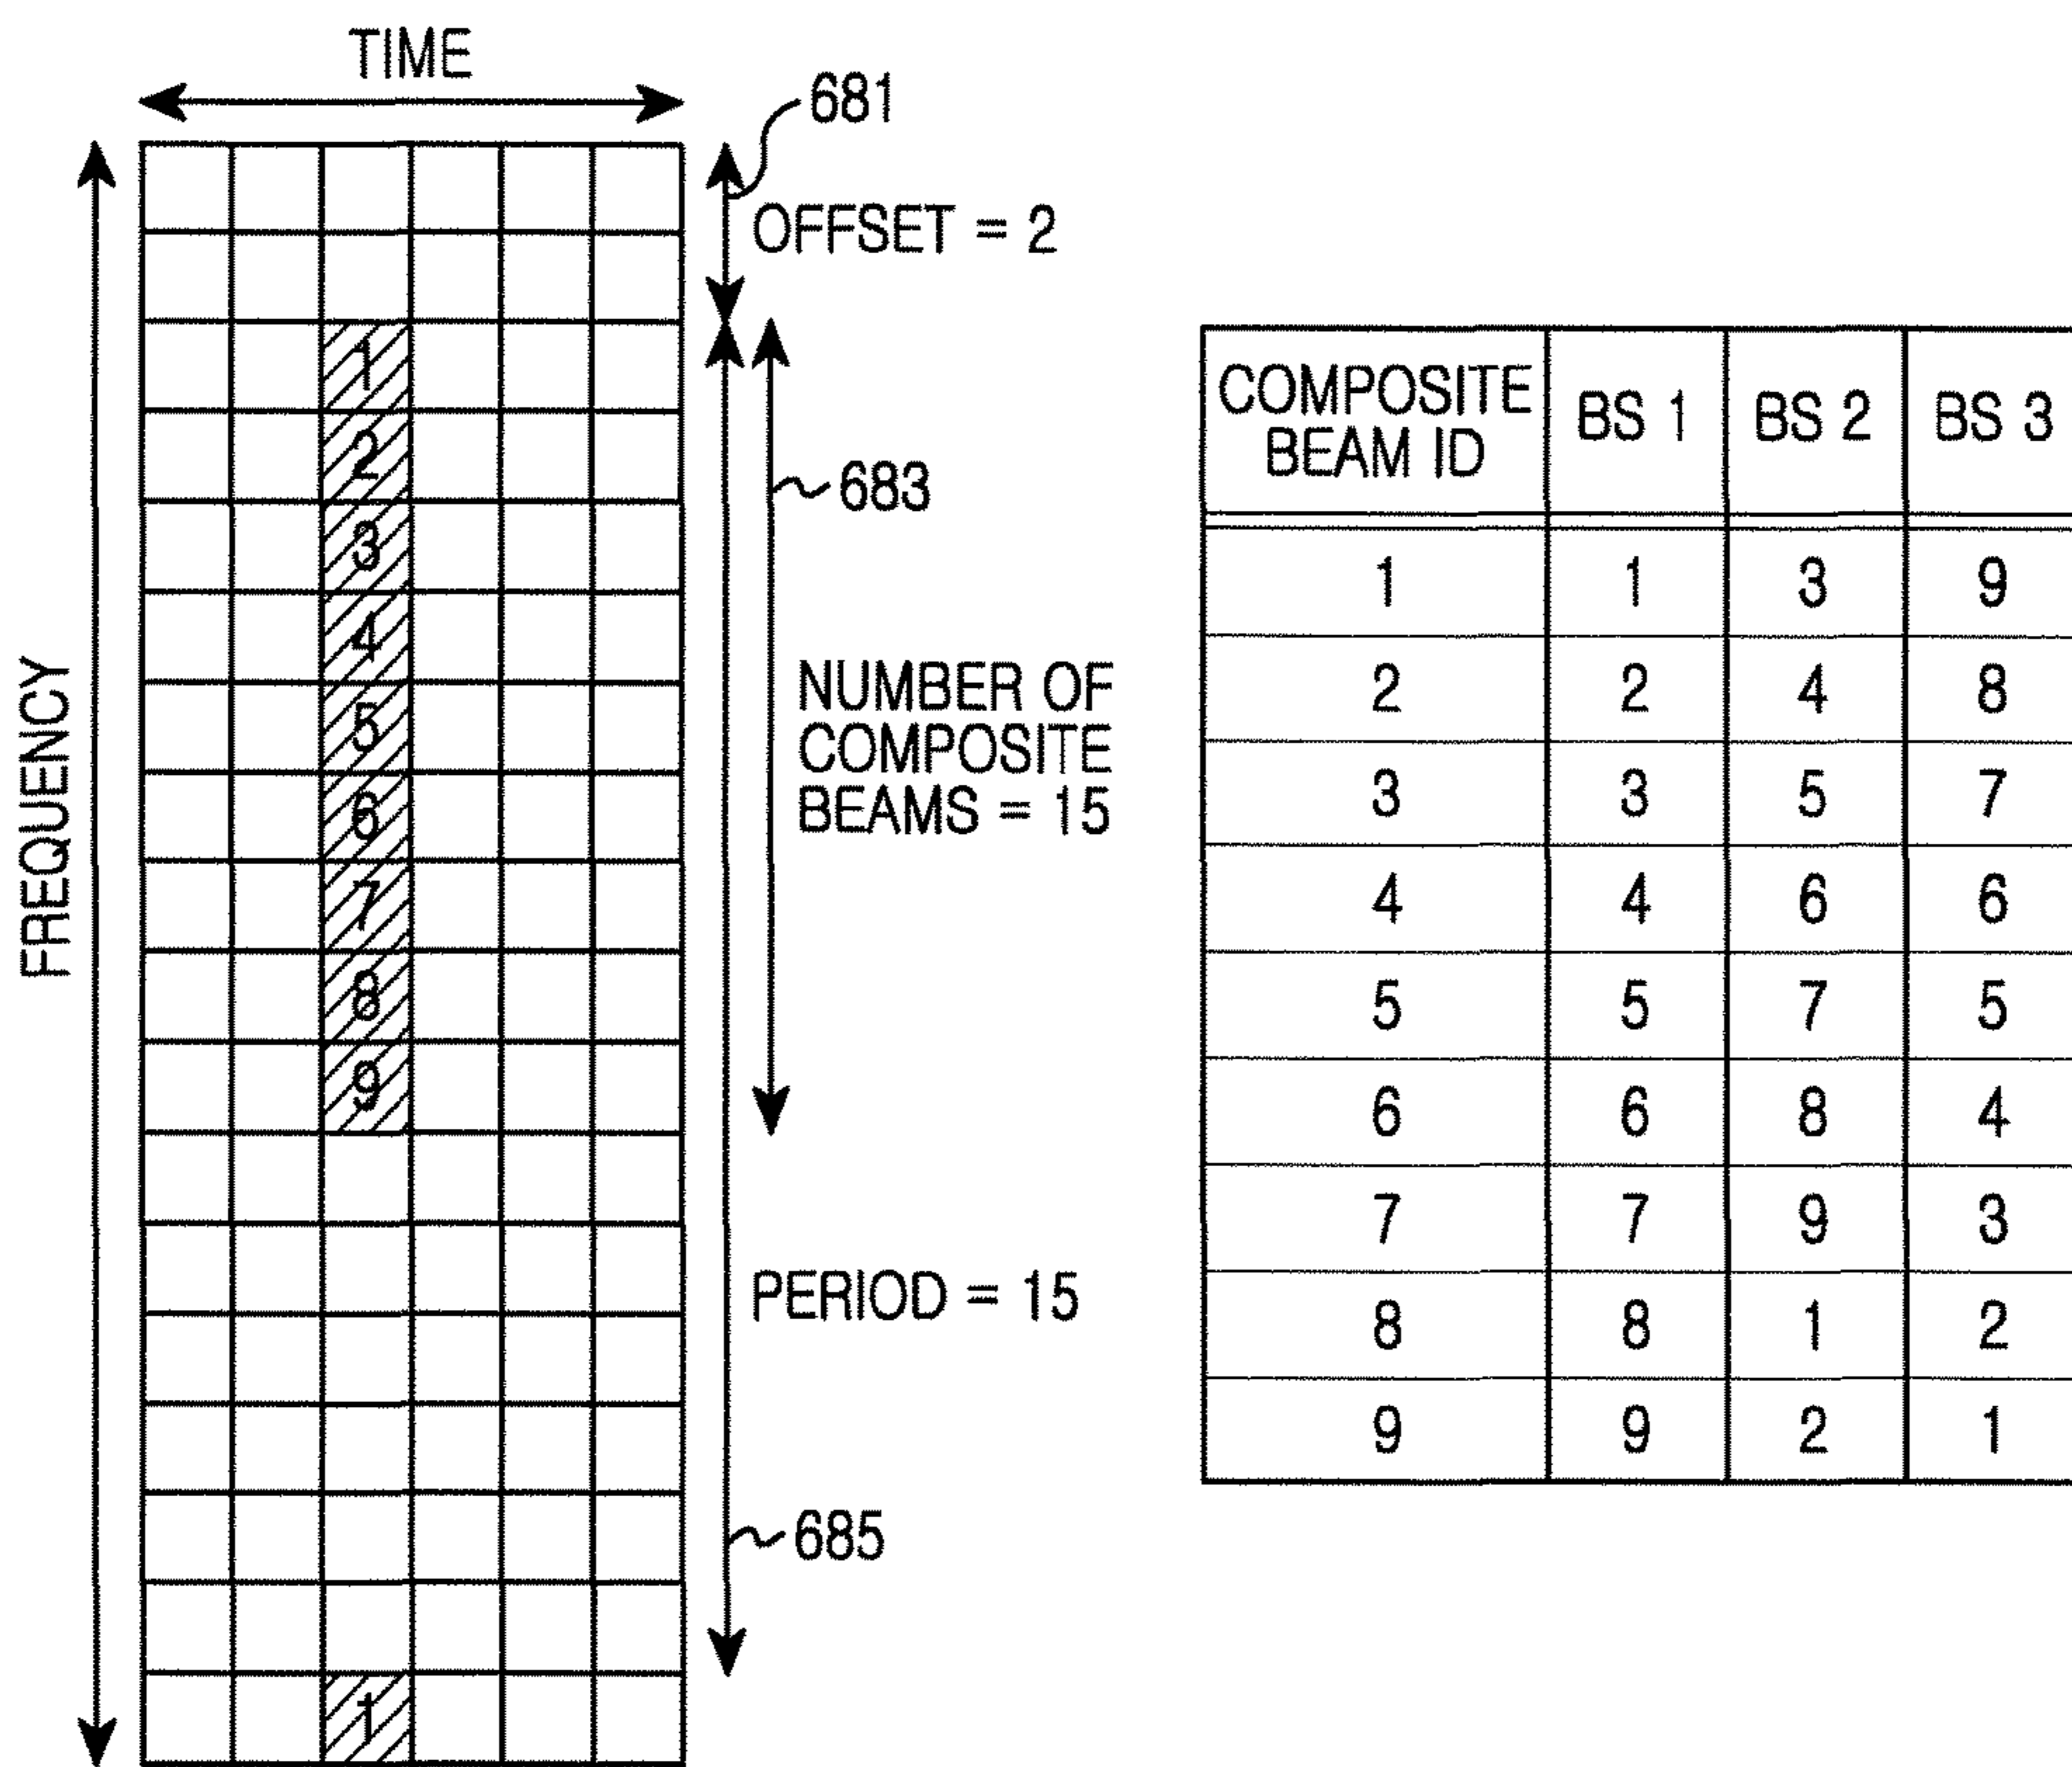 TIME
681
OFFSET = 2
FREQUENCY
1
2
3
4
5
6
7
8
9
1
683
NUMBER OF
COMPOSITE
BEAMS = 15
PERIOD = 15
685
COMPOSITE BEAM ID BS 1 BS 2 BS 3
1 1 3 9
2 2 4 8
3 3 5 7
4 4 6 6
5 5 7 5
6 6 8 4
7 7 9 3
8 8 1 2
9 9 2 1